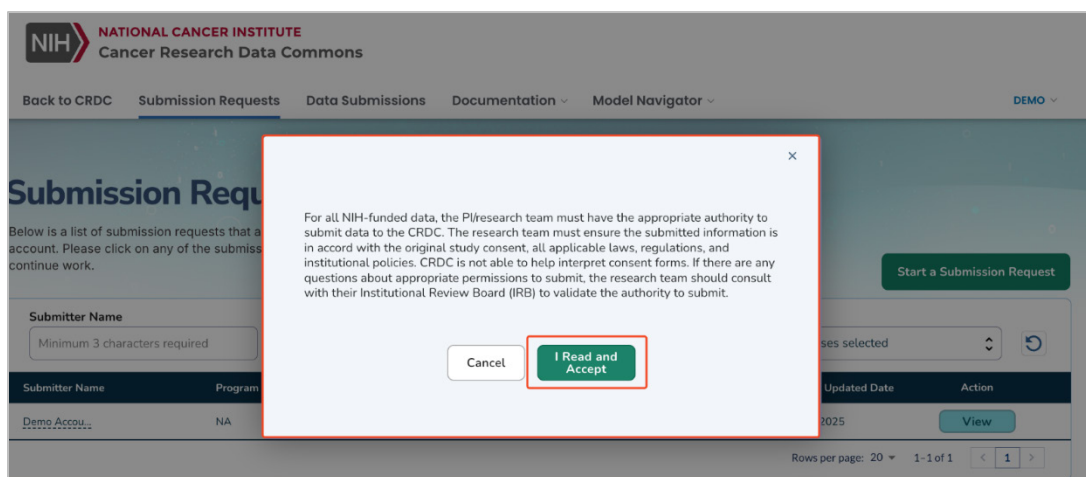 NIH
NATIONAL CANCER INSTITUTE
Cancer Research Data Commons
Back to CRDC Submission Requests Data Submissions Documentation Model Navigator DEMO
×
Submission Requ
Below is a list of submission requests that a
account. Please click on any of the submiss
continue work.
For all NIH-funded data, the PI/research team must have the appropriate authority to
submit data to the CRDC. The research team must ensure the submitted information is
in accord with the original study consent, all applicable laws, regulations, and
institutional policies. CRDC is not able to help interpret consent forms. If there are any
questions about appropriate permissions to submit, the research team should consult
with their Institutional Review Board (IRB) to validate the authority to submit.
Start a Submission Request
Submitter Name
Minimum 3 characters required
ses selected
Cancel
I Read and
Accept
Submitter Name Program Updated Date Action
Demo Accou... NA 2025 View
Rows per page: 20 1-1 of 1 < 1 >